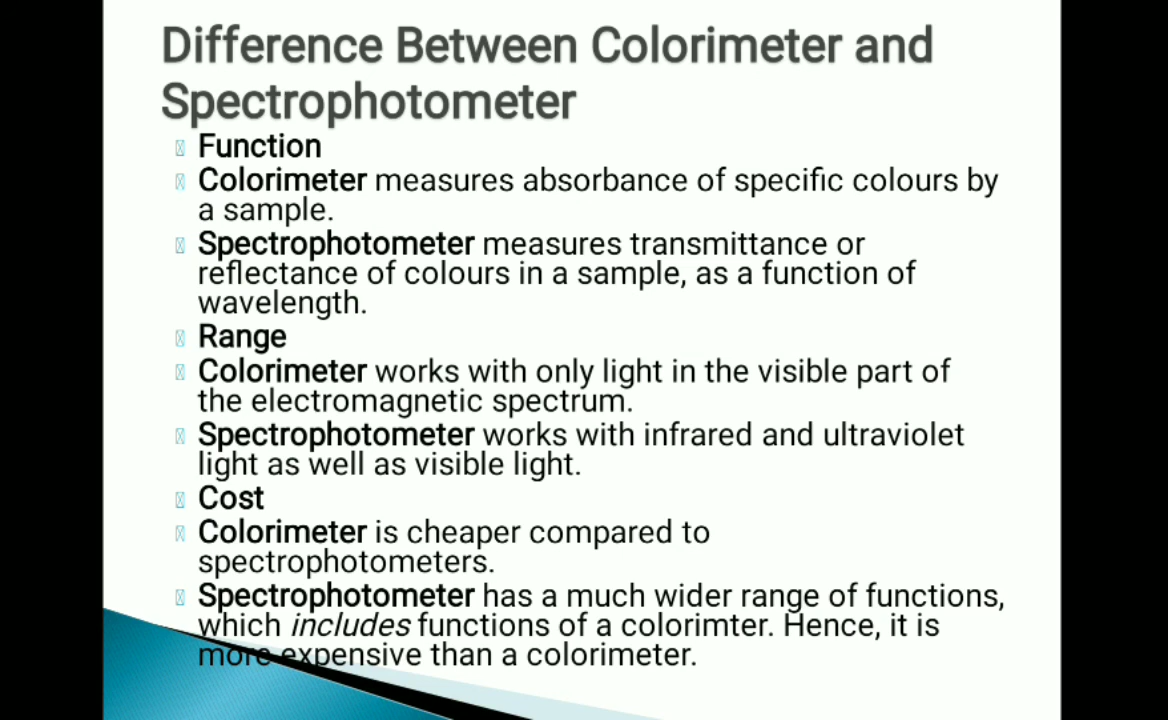 Difference Between Colorimeter and
Spectrophotometer
Function
Colorimeter measures absorbance of specific colours by
a sample.
Spectrophotometer measures transmittance or
reflectance of colours in a sample, as a function of
wavelength.
Range
Colorimeter works with only light in the visible part of
the electromagnetic spectrum.
Spectrophotometer works with infrared and ultraviolet
light as well as visible light.
Cost
Colorimeter is cheaper compared to
spectrophotometers.
Spectrophotometer has a much wider range of functions,
which includes functions of a colorimter. Hence, it is
more expensive than a colorimeter.